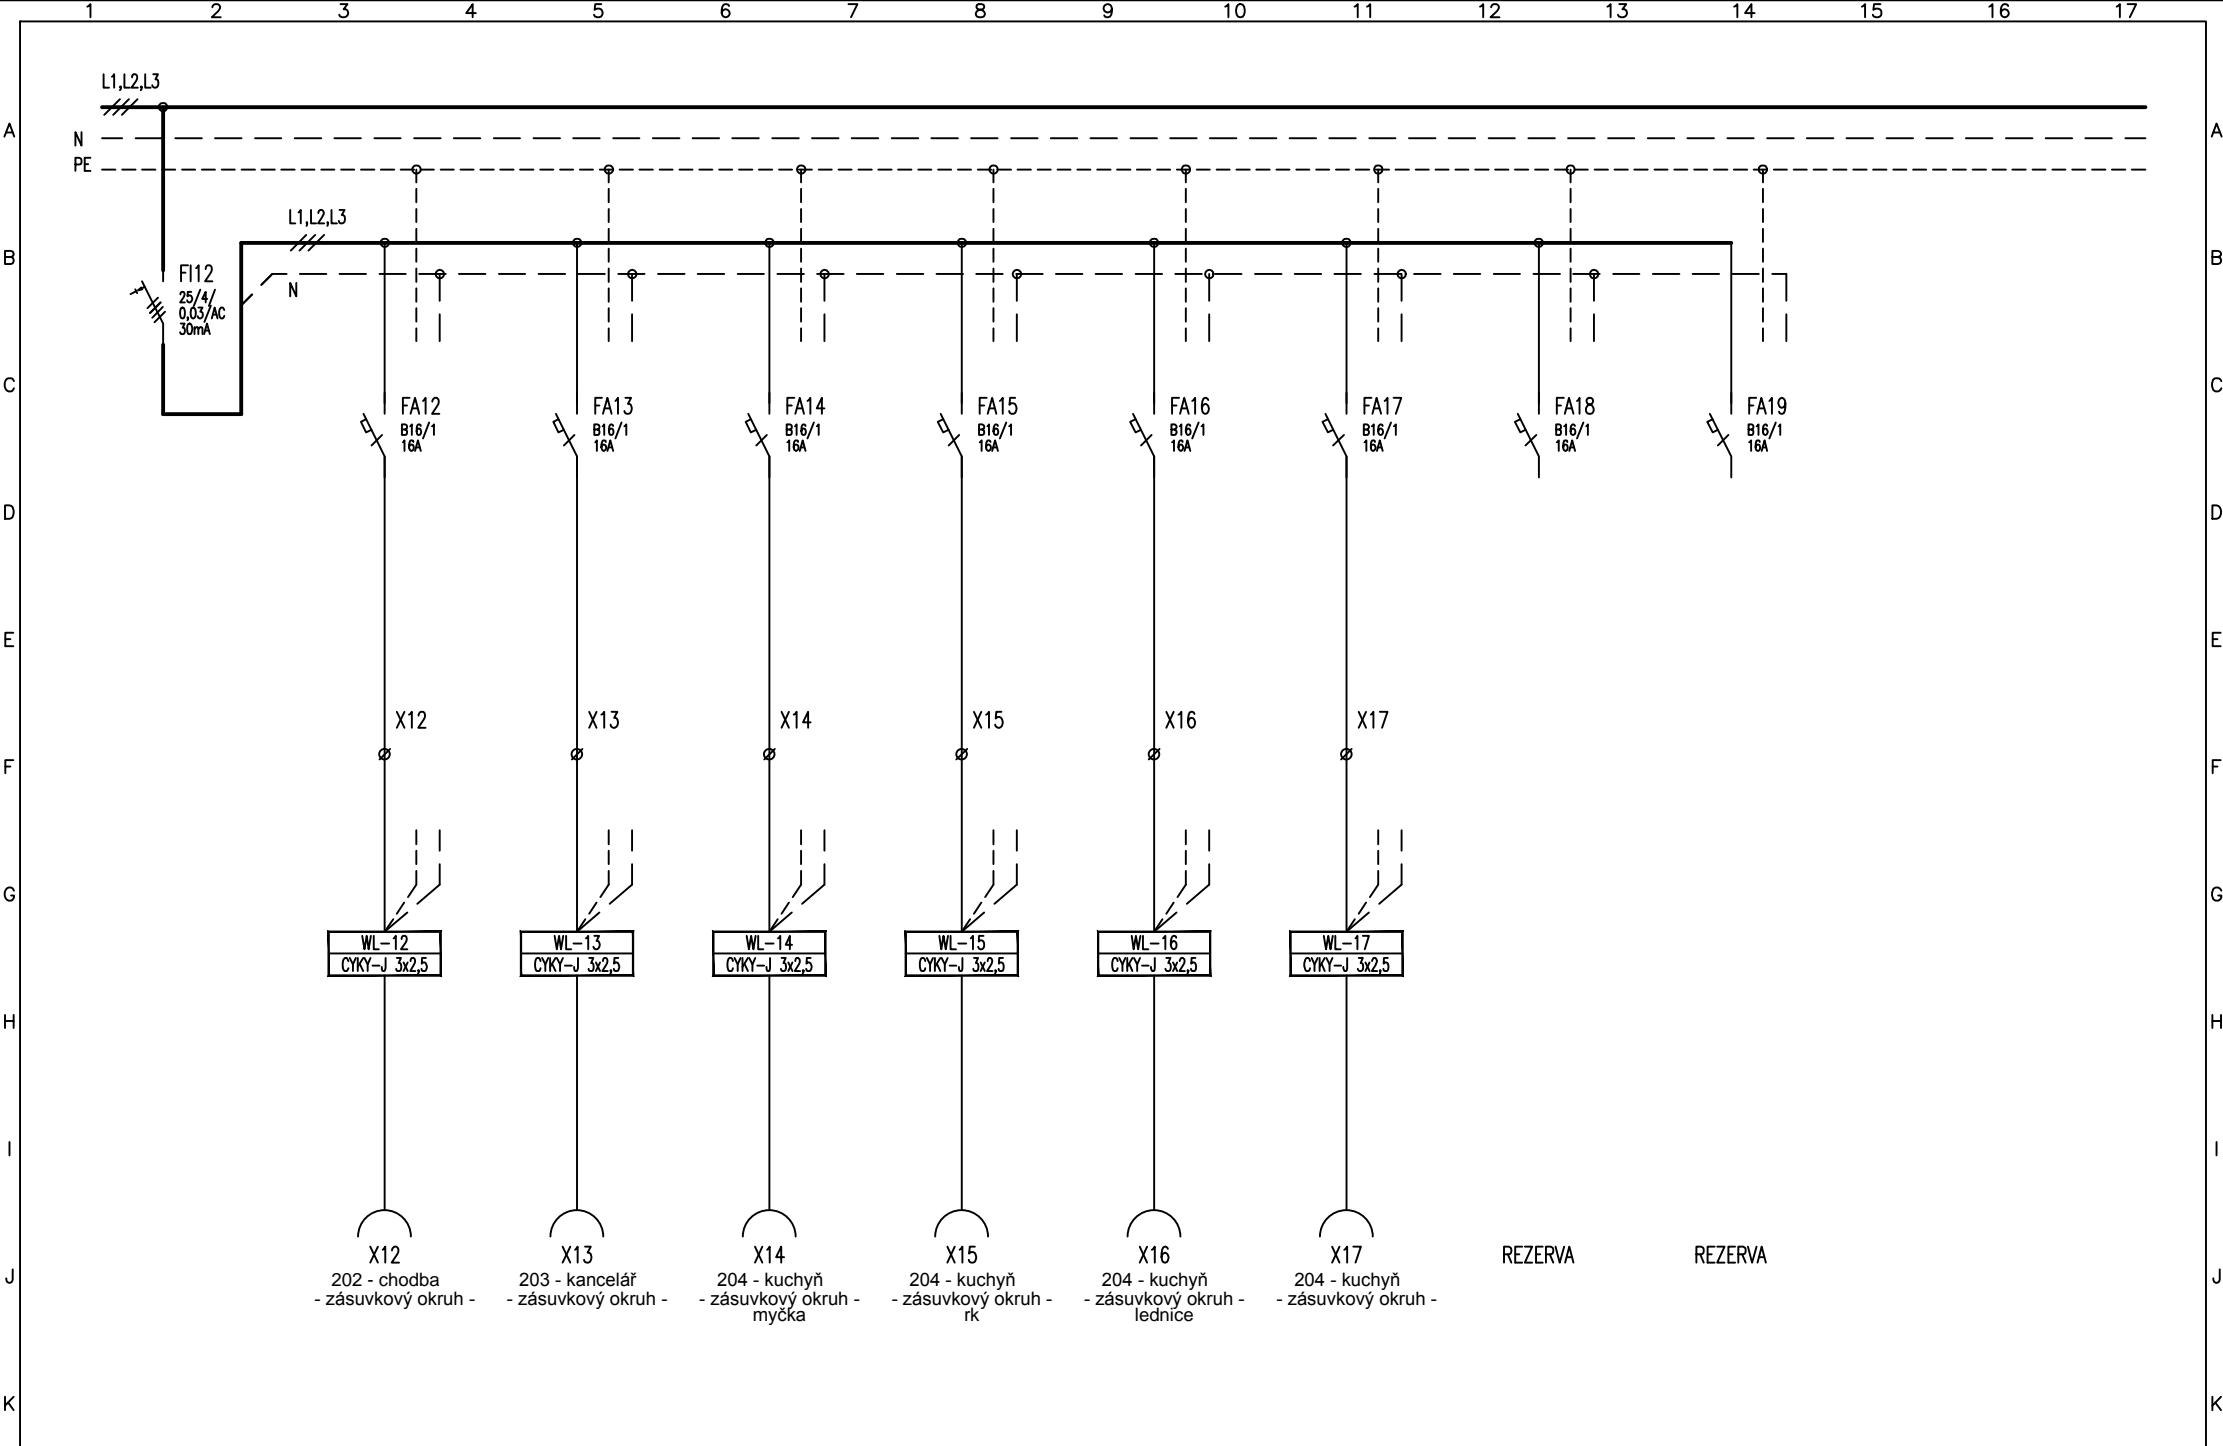 1 2 3 4 5 6 7 8 9 10 11 12 13 14 15 16 17
L1,L2,L3
A A
N
PE
L1,L2,L3
B B
FI12
N
25/4/
0,03/AC
30mA
C C
FA12 FA13 FA14 FA15 FA16 FA17 FA18 FA19
B16/1 B16/1 B16/1 B16/1 B16/1 B16/1 B16/1 B16/1
16A 16A 16A 16A 16A 16A 16A 16A
D D
E E
X12 X13 X14 X15 X16 X17
F F
G G
WL-12 WL-13 WL-14 WL-15 WL-16 WL-17
CYKY-J 3x2,5 CYKY-J 3x2,5 CYKY-J 3x2,5 CYKY-J 3x2,5 CYKY-J 3x2,5 CYKY-J 3x2,5
H H
I I
X12 X13 X14 X15 X16 X17 REZERVA REZERVA
J J
202 - chodba 203 - kancelář 204 - kuchyň 204 - kuchyň 204 - kuchyň 204 - kuchyň
- zásuvkový okruh - - zásuvkový okruh - - zásuvkový okruh - - zásuvkový okruh - - zásuvkový okruh - - zásuvkový okruh -
myčka rk lednice
K K